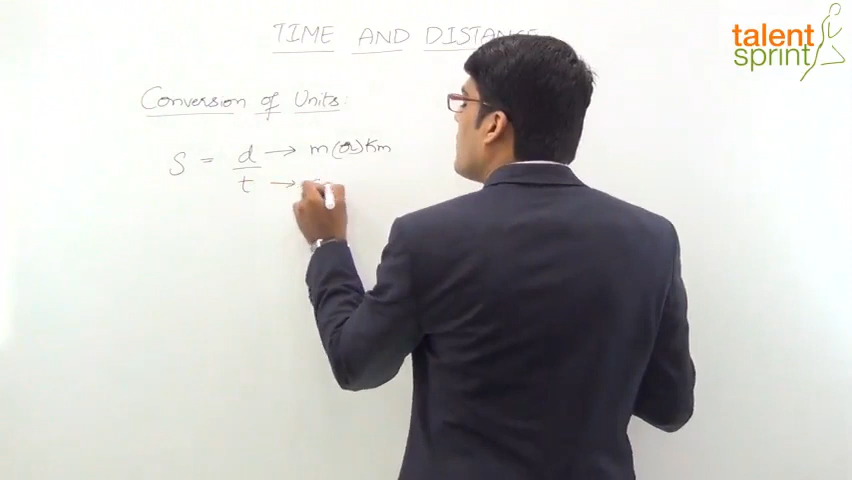 TIME AND DISTANCE
talent
sprint
Conversion of Units:
S = d/t
d → m (or) Km
t →